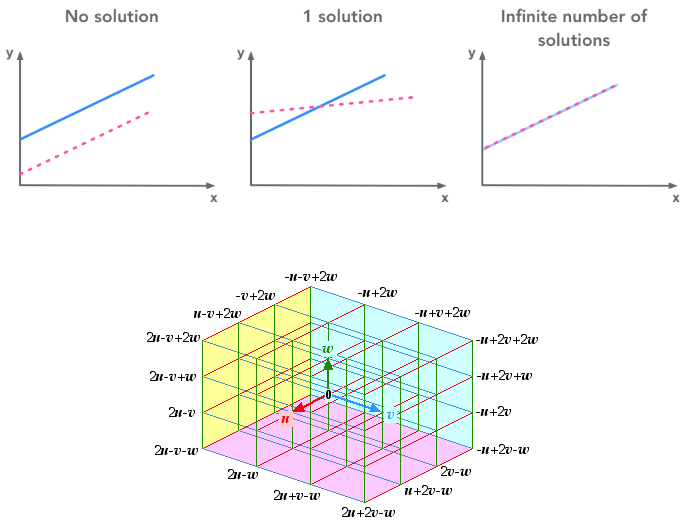 No solution
1 solution
Infinite number of
solutions
y
y
y
x
x
x
-u-v+2w
-v+2w
-u+2w
u-v+2w
-u+v+2w
2u-v+2w
-u+2v+2w
w
2u-v+w
-u+2v+w
0
2u-v
u
v
-u+2v
2u-v-w
-u+2v-w
2u-w
2v-w
2u+v-w
u+2v-w
2u+2v-w